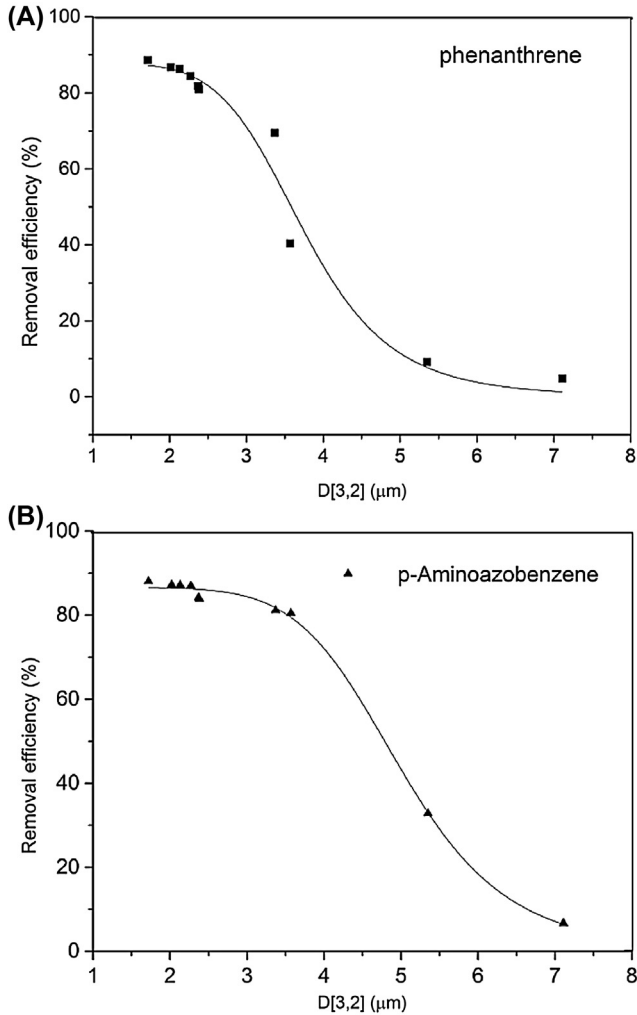 (A)
100
80
60
40
20
0
Removal efficiency (%)
phenanthrene
1 2 3 4 5 6 7 8
D[3,2] (μm)
(B)
100
80
60
40
20
0
Removal efficiency (%)
p-Aminoazobenzene
1 2 3 4 5 6 7 8
D[3,2] (μm)